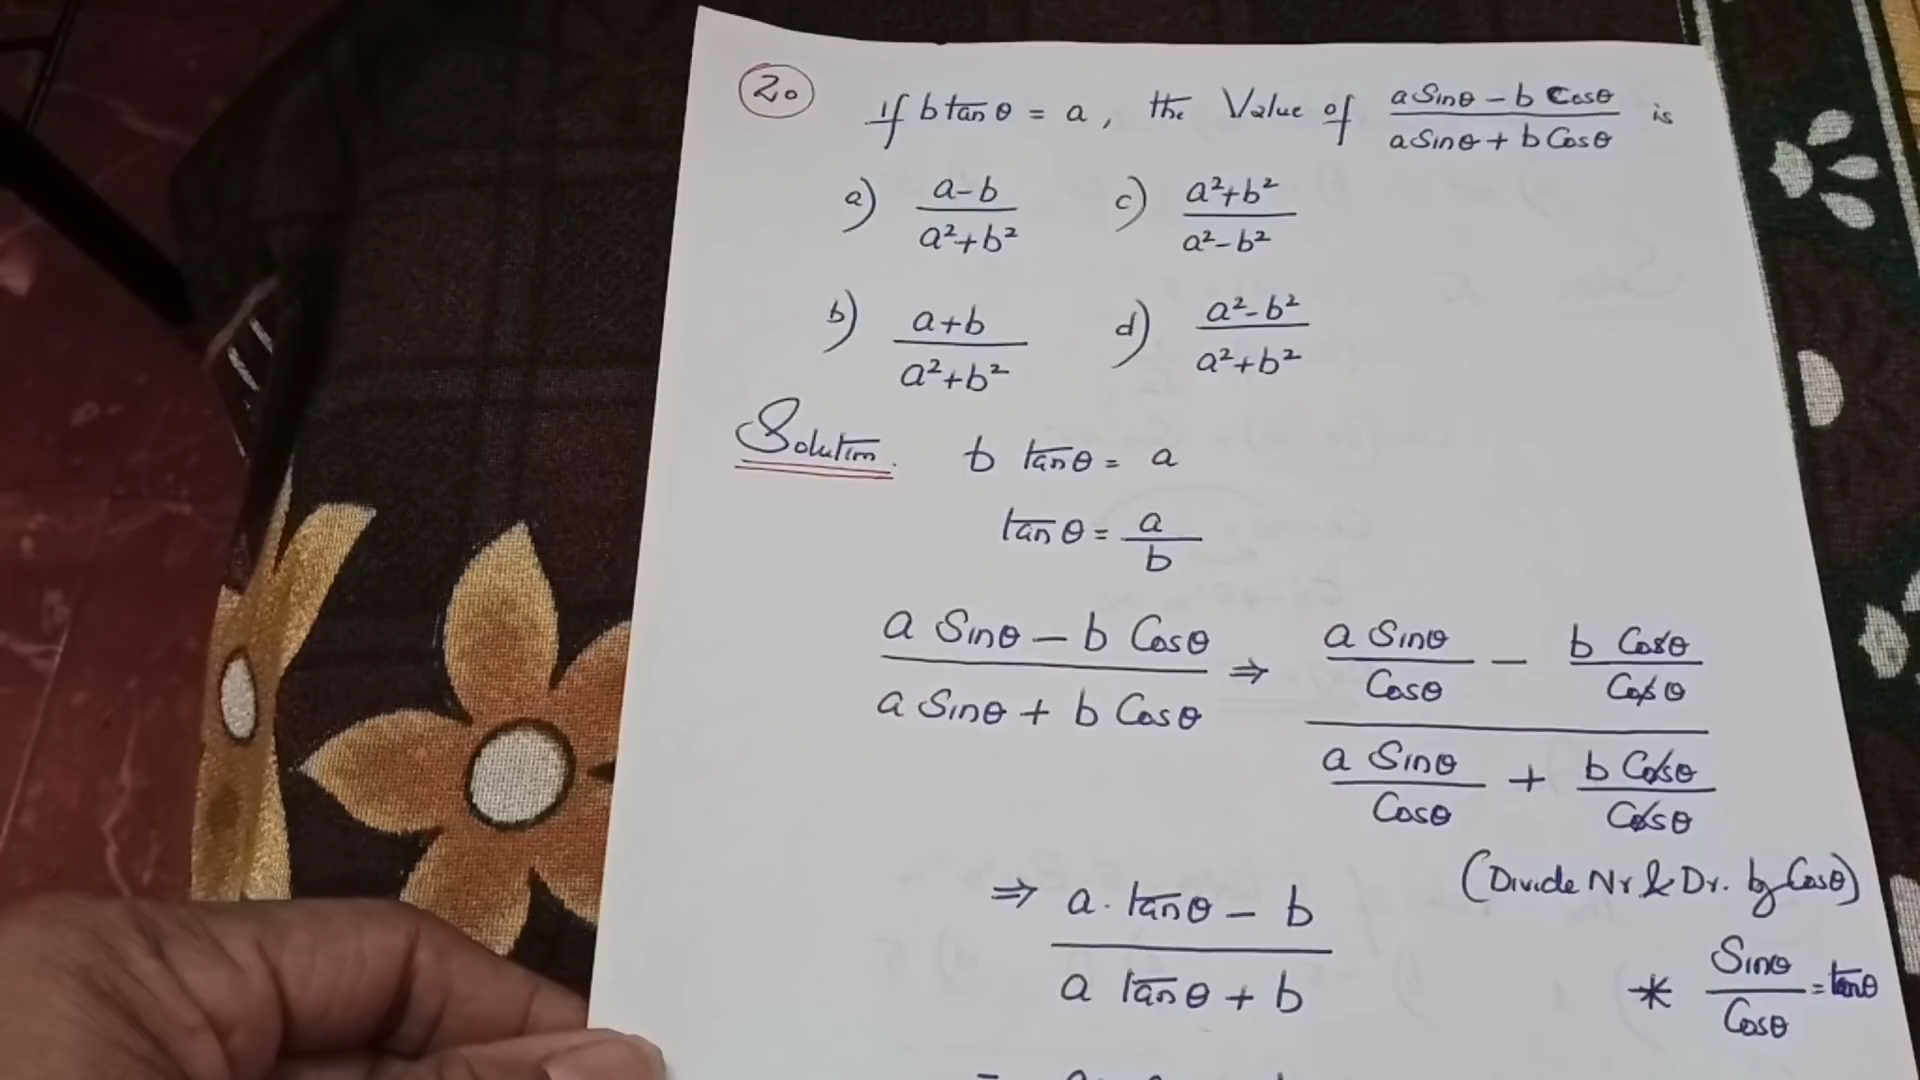 20 If b tan θ = a, the Value of (a Sinθ − b Cosθ)/(a Sinθ + b Cosθ) is
a) (a−b)/(a²+b²) c) (a²+b²)/(a²−b²)
b) (a+b)/(a²+b²) d) (a²−b²)/(a²+b²)
Solution. b tanθ = a
tanθ = a/b
(a Sinθ − b Cosθ)/(a Sinθ + b Cosθ) ⇒ (a Sinθ/Cosθ − b Cosθ/Cosθ)/(a Sinθ/Cosθ + b Cosθ/Cosθ)
(Divide Nr & Dr. by Cosθ)
⇒ (a. tanθ − b)/(a tanθ + b)
* Sinθ/Cosθ = tanθ